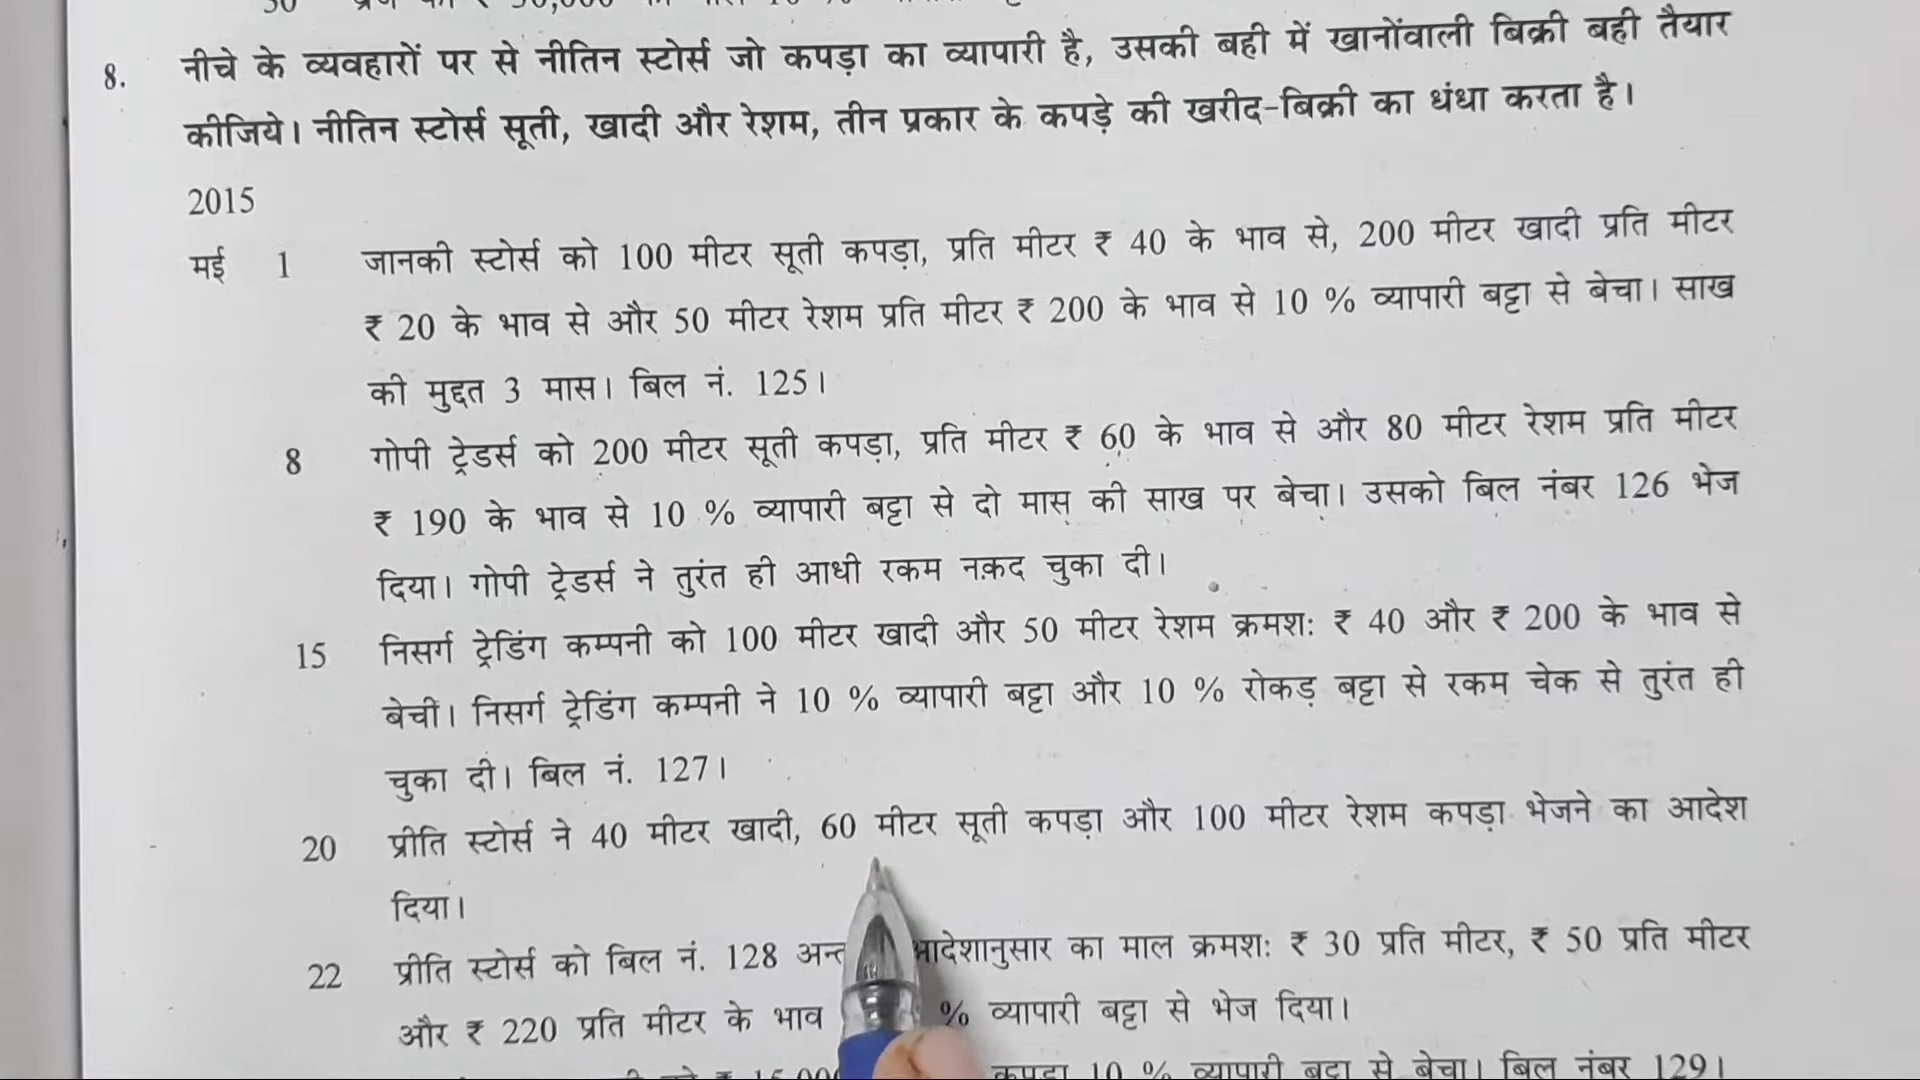 8. नीचे के व्यवहारों पर से नीतिन स्टोर्स जो कपड़ा का व्यापारी है, उसकी बही में खानोंवाली बिक्री बही तैयार
कीजिये। नीतिन स्टोर्स सूती, खादी और रेशम, तीन प्रकार के कपड़े की खरीद-बिक्री का धंधा करता है।
2015
मई 1 जानकी स्टोर्स को 100 मीटर सूती कपड़ा, प्रति मीटर ₹ 40 के भाव से, 200 मीटर खादी प्रति मीटर
₹ 20 के भाव से और 50 मीटर रेशम प्रति मीटर ₹ 200 के भाव से 10 % व्यापारी बट्टा से बेचा। साख
की मुद्दत 3 मास। बिल नं. 125।
8 गोपी ट्रेडर्स को 200 मीटर सूती कपड़ा, प्रति मीटर ₹ 60 के भाव से और 80 मीटर रेशम प्रति मीटर
₹ 190 के भाव से 10 % व्यापारी बट्टा से दो मास की साख पर बेचा। उसको बिल नंबर 126 भेज
दिया। गोपी ट्रेडर्स ने तुरंत ही आधी रकम नक़द चुका दी।
15 निसर्ग ट्रेडिंग कम्पनी को 100 मीटर खादी और 50 मीटर रेशम क्रमशः ₹ 40 और ₹ 200 के भाव से
बेची। निसर्ग ट्रेडिंग कम्पनी ने 10 % व्यापारी बट्टा और 10 % रोकड़ बट्टा से रकम चेक से तुरंत ही
चुका दी। बिल नं. 127।
20 प्रीति स्टोर्स ने 40 मीटर खादी, 60 मीटर सूती कपड़ा और 100 मीटर रेशम कपड़ा भेजने का आदेश
दिया।
22 प्रीति स्टोर्स को बिल नं. 128 आदेशानुसार का माल क्रमशः ₹ 30 प्रति मीटर, ₹ 50 प्रति मीटर
और ₹ 220 प्रति मीटर के भाव % व्यापारी बट्टा से भेज दिया।
कपड़ा 10 % व्यापारी बट्टा से बेचा। बिल नंबर 129।